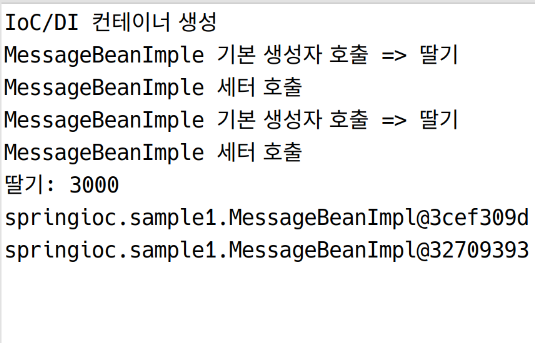 IoC/DI 컨테이너 생성
MessageBeanImple 기본 생성자 호출 => 딸기
MessageBeanImple 세터 호출
MessageBeanImple 기본 생성자 호출 => 딸기
MessageBeanImple 세터 호출
딸기: 3000
springioc.sample1.MessageBeanImpl@3cef309d
springioc.sample1.MessageBeanImpl@32709393